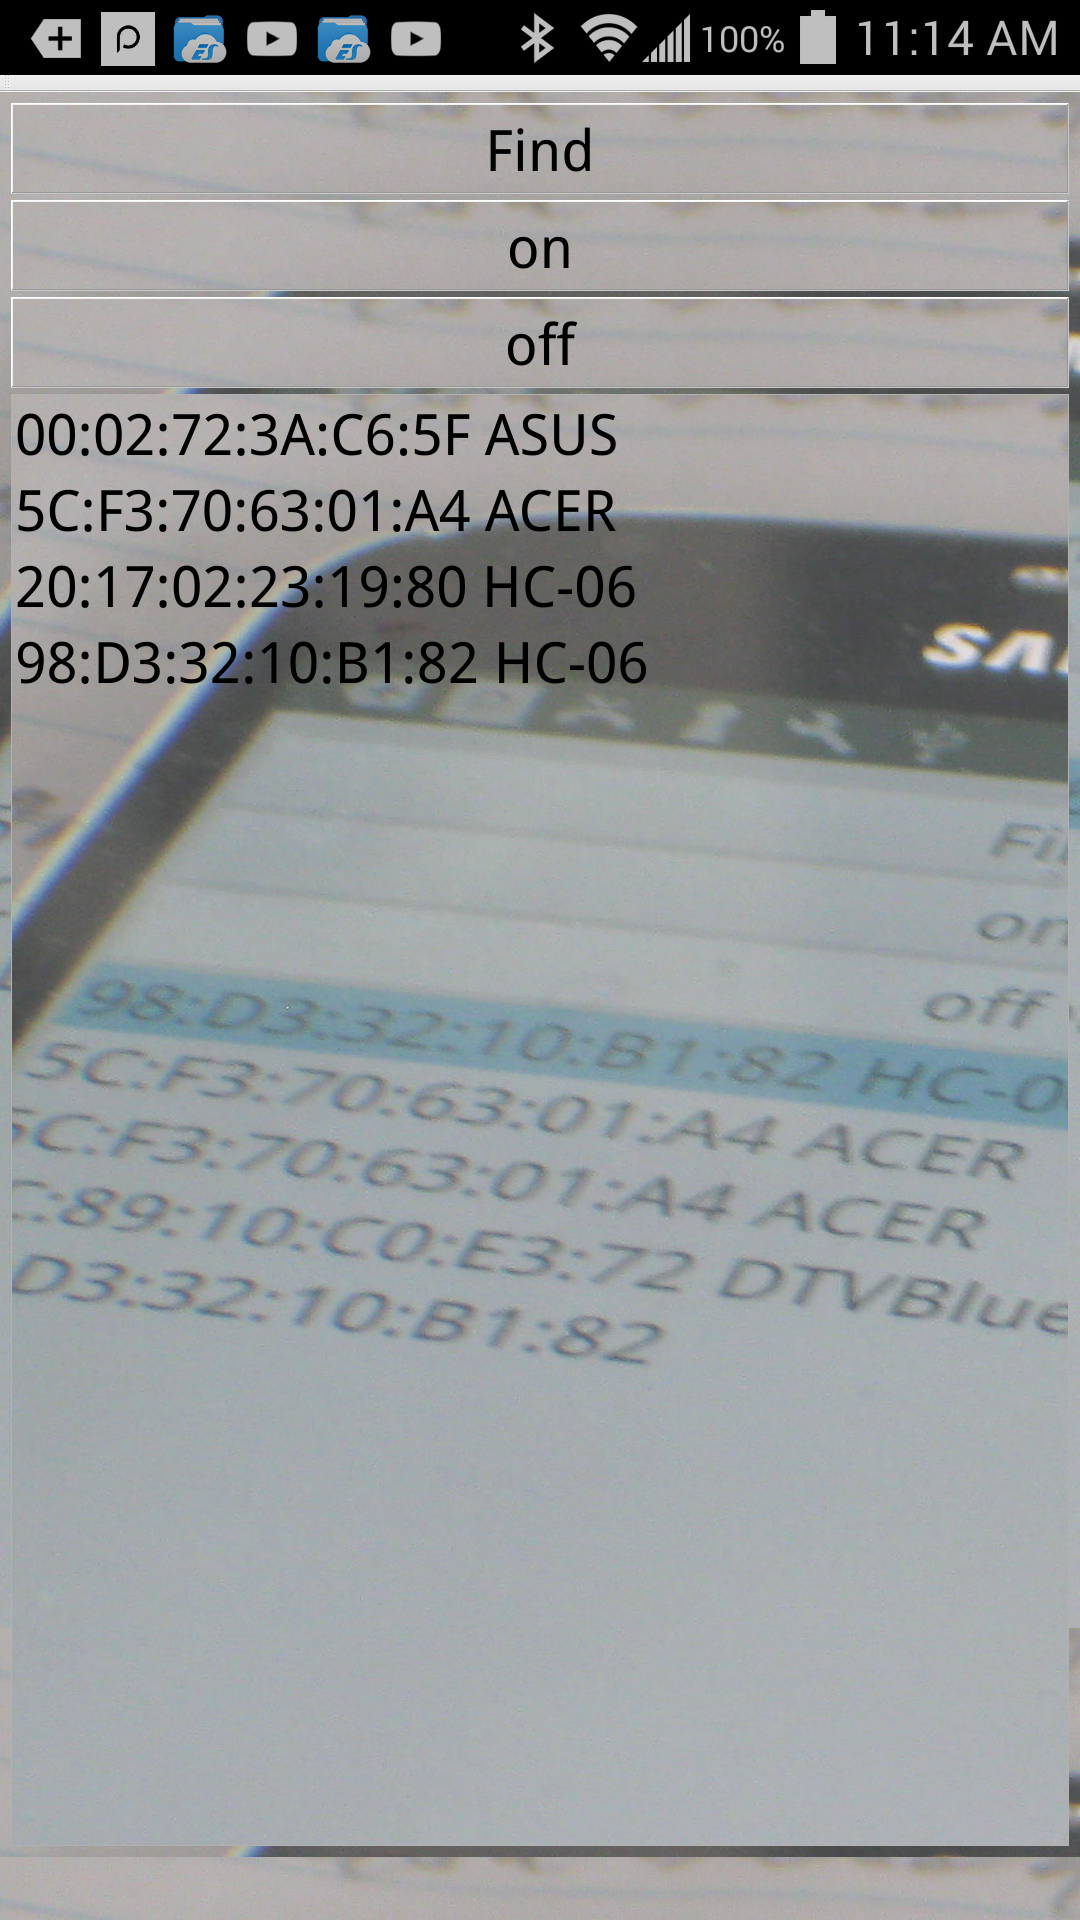 100% 11:14 AM
Find
on
off
00:02:72:3A:C6:5F ASUS
5C:F3:70:63:01:A4 ACER
20:17:02:23:19:80 HC-06
98:D3:32:10:B1:82 HC-06
on
off
98:D3:32:10:B1:82
5C:F3:70:63:01:A4 ACER
5C:F3:70:63:01:A4 ACER
:89:10:C0:E3:72 DTVBlue
D3:32:10:B1:82